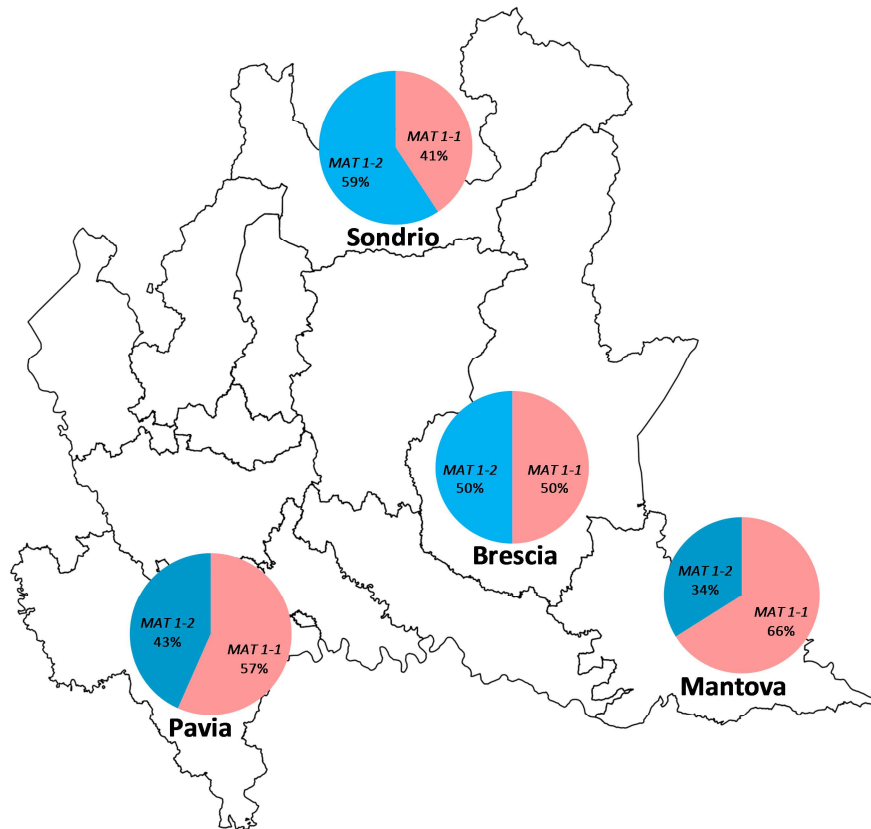 MAT 1-1
41%
MAT 1-2
59%
Sondrio
MAT 1-2
50%
MAT 1-1
50%
Brescia
MAT 1-2
34%
MAT 1-1
66%
Mantova
MAT 1-2
43%
MAT 1-1
57%
Pavia